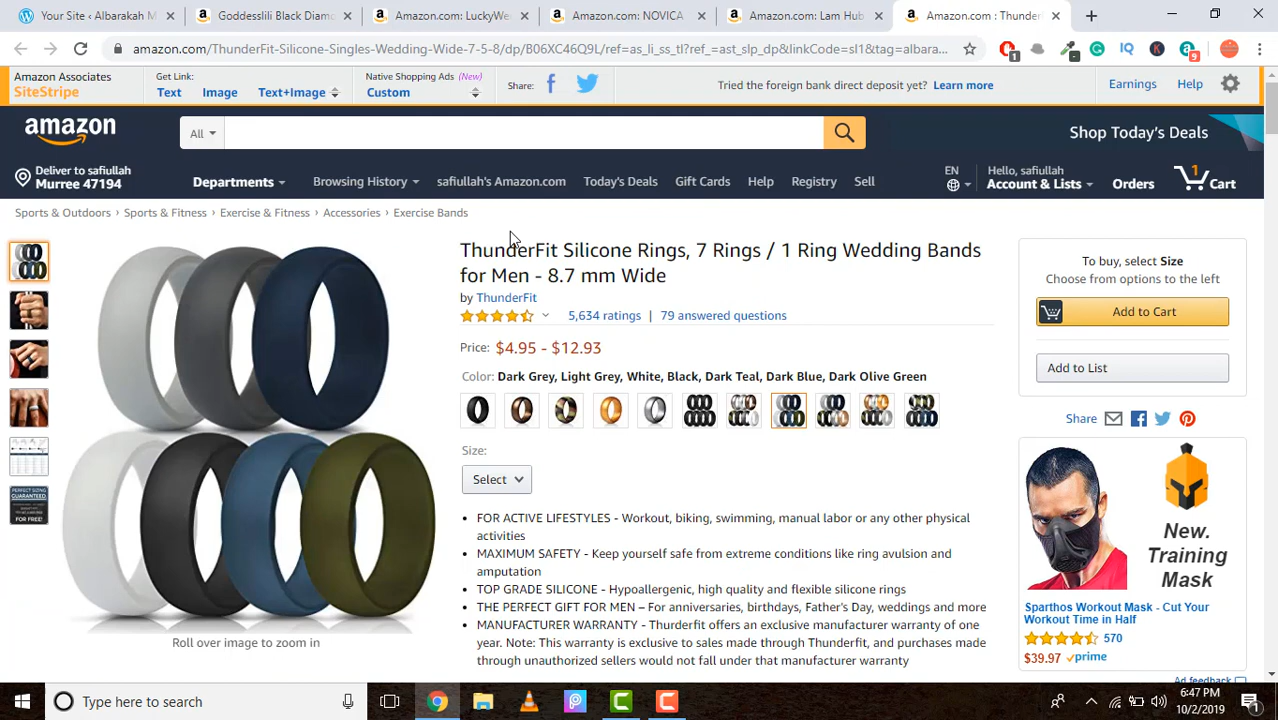 Your Site ‹ Albarakah M
Goddesslili Black Diamo
Amazon.com: LuckyWe
Amazon.com: NOVICA
Amazon.com: Lam Hub
Amazon.com : Thunder
amazon.com/ThunderFit-Silicone-Singles-Wedding-Wide-7-5-8/dp/B06XC46Q9L/ref=as_li_ss_tl?ref_=ast_slp_dp&linkCode=sl1&tag=albara...
1
IQ
K
9
Amazon Associates
SiteStripe
Get Link:
Text Image Text+Image
Native Shopping Ads (New)
Custom
Share:
Tried the foreign bank direct deposit yet? Learn more
Earnings Help
amazon
All
Shop Today's Deals
Deliver to safiullah
Murree 47194
Departments
Browsing History
safiullah's Amazon.com
Today's Deals
Gift Cards
Help
Registry
Sell
EN
Hello, safiullah
Account & Lists
Orders
1
Cart
Sports & Outdoors › Sports & Fitness › Exercise & Fitness › Accessories › Exercise Bands
ThunderFit Silicone Rings, 7 Rings / 1 Ring Wedding Bands
for Men - 8.7 mm Wide
by ThunderFit
5,634 ratings | 79 answered questions
Price: $4.95 - $12.93
Color: Dark Grey, Light Grey, White, Black, Dark Teal, Dark Blue, Dark Olive Green
Size:
Select
• FOR ACTIVE LIFESTYLES - Workout, biking, swimming, manual labor or any other physical
activities
• MAXIMUM SAFETY - Keep yourself safe from extreme conditions like ring avulsion and
amputation
• TOP GRADE SILICONE - Hypoallergenic, high quality and flexible silicone rings
• THE PERFECT GIFT FOR MEN – For anniversaries, birthdays, Father's Day, weddings and more
• MANUFACTURER WARRANTY - Thurderfit offers an exclusive manufacturer warranty of one
year. Note: This warranty is exclusive to sales made through Thunderfit, and purchases made
through unauthorized sellers would not fall under that manufacturer warranty
Roll over image to zoom in
To buy, select Size
Choose from options to the left
Add to Cart
Add to List
Share
New.
Training
Mask
Sparthos Workout Mask - Cut Your
Workout Time in Half
570
$39.97 prime
Ad feedback
Type here to search
6:47 PM
10/2/2019
1